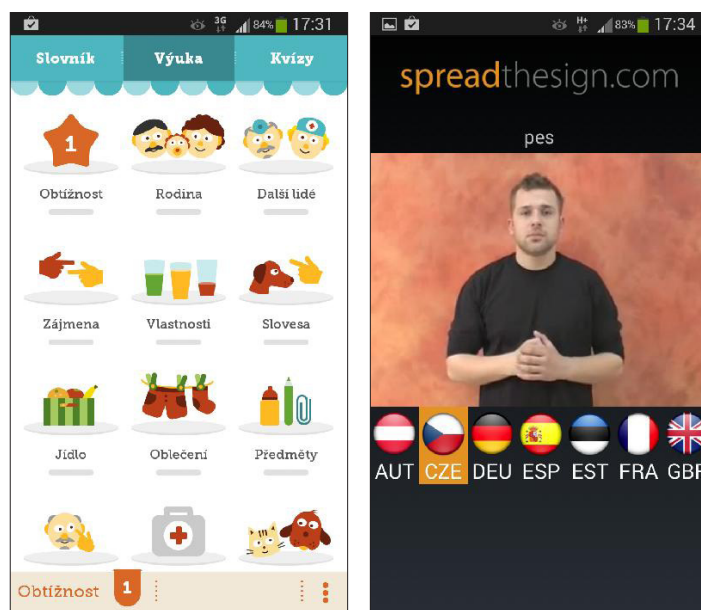 3G 84% 17:31
Slovník Výuka Kvízy
1
Obtížnost Rodina Další lidé
Zájmena Vlastnosti Slovesa
Jídlo Oblečení Předměty
Obtížnost 1
H+ 83% 17:34
spreadthesign.com
pes
AUT CZE DEU ESP EST FRA GBR